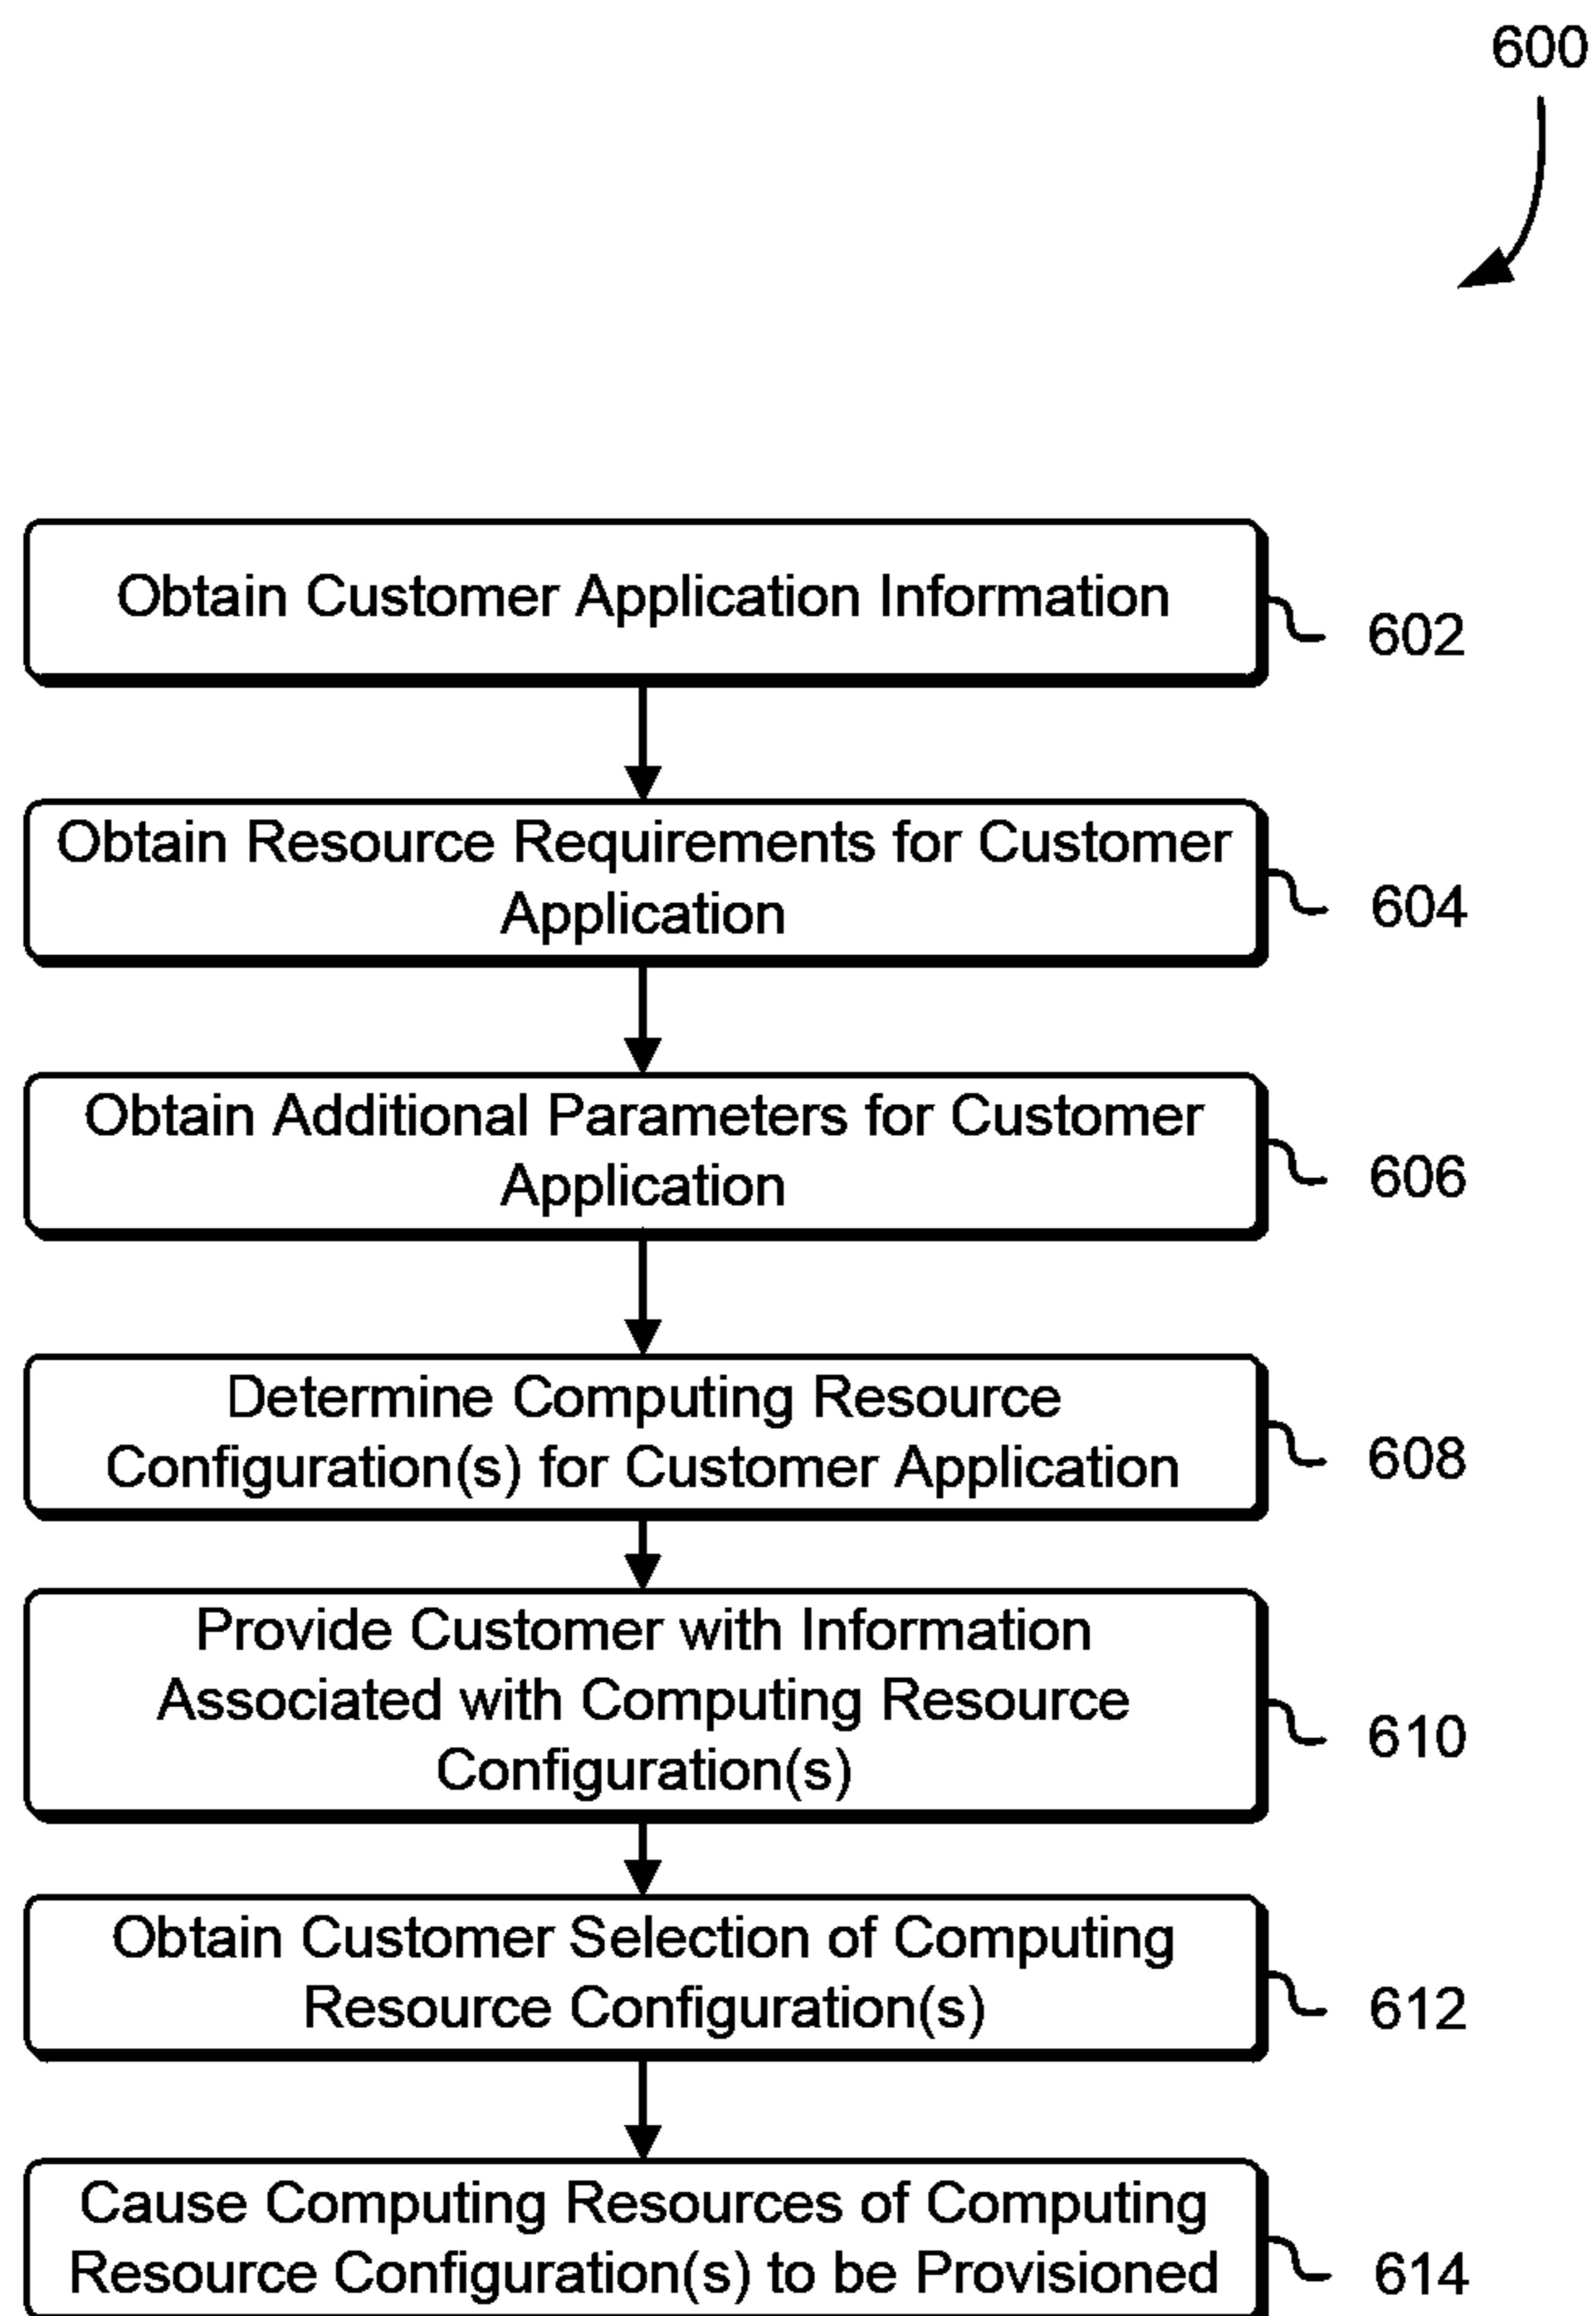 600
Obtain Customer Application Information
602
Obtain Resource Requirements for Customer
Application
604
Obtain Additional Parameters for Customer
Application
606
Determine Computing Resource
Configuration(s) for Customer Application
608
Provide Customer with Information
Associated with Computing Resource
Configuration(s)
610
Obtain Customer Selection of Computing
Resource Configuration(s)
612
Cause Computing Resources of Computing
Resource Configuration(s) to be Provisioned
614